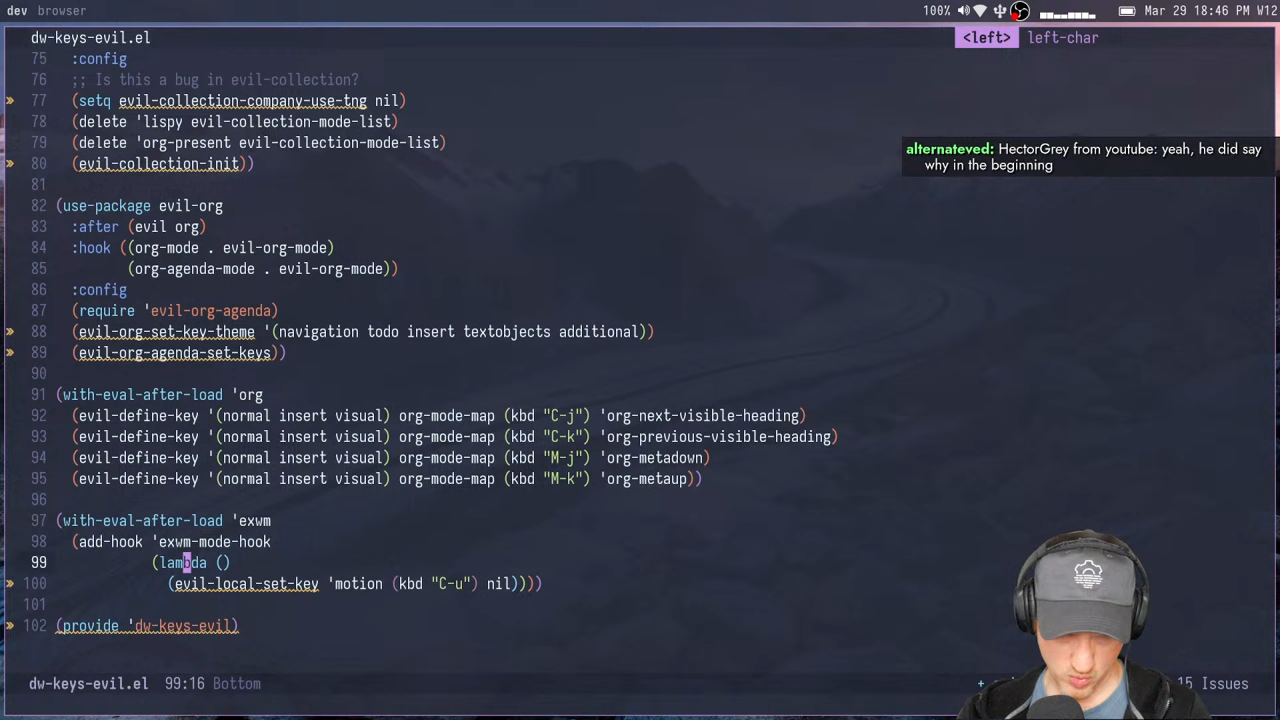 dev browser
100% Mar 29 18:46 PM W12
dw-keys-evil.el
<left> left-char
75 :config
76 ;; Is this a bug in evil-collection?
77 (setq evil-collection-company-use-tng nil)
78 (delete 'lispy evil-collection-mode-list)
79 (delete 'org-present evil-collection-mode-list)
80 (evil-collection-init))
81
82 (use-package evil-org
83 :after (evil org)
84 :hook ((org-mode . evil-org-mode)
85 (org-agenda-mode . evil-org-mode))
86 :config
87 (require 'evil-org-agenda)
88 (evil-org-set-key-theme '(navigation todo insert textobjects additional))
89 (evil-org-agenda-set-keys))
90
91 (with-eval-after-load 'org
92 (evil-define-key '(normal insert visual) org-mode-map (kbd "C-j") 'org-next-visible-heading)
93 (evil-define-key '(normal insert visual) org-mode-map (kbd "C-k") 'org-previous-visible-heading)
94 (evil-define-key '(normal insert visual) org-mode-map (kbd "M-j") 'org-metadown)
95 (evil-define-key '(normal insert visual) org-mode-map (kbd "M-k") 'org-metaup))
96
97 (with-eval-after-load 'exwm
98 (add-hook 'exwm-mode-hook
99 (lambda ()
100 (evil-local-set-key 'motion (kbd "C-u") nil))))
101
102 (provide 'dw-keys-evil)
alternateved: HectorGrey from youtube: yeah, he did say
why in the beginning
dw-keys-evil.el 99:16 Bottom
15 Issues